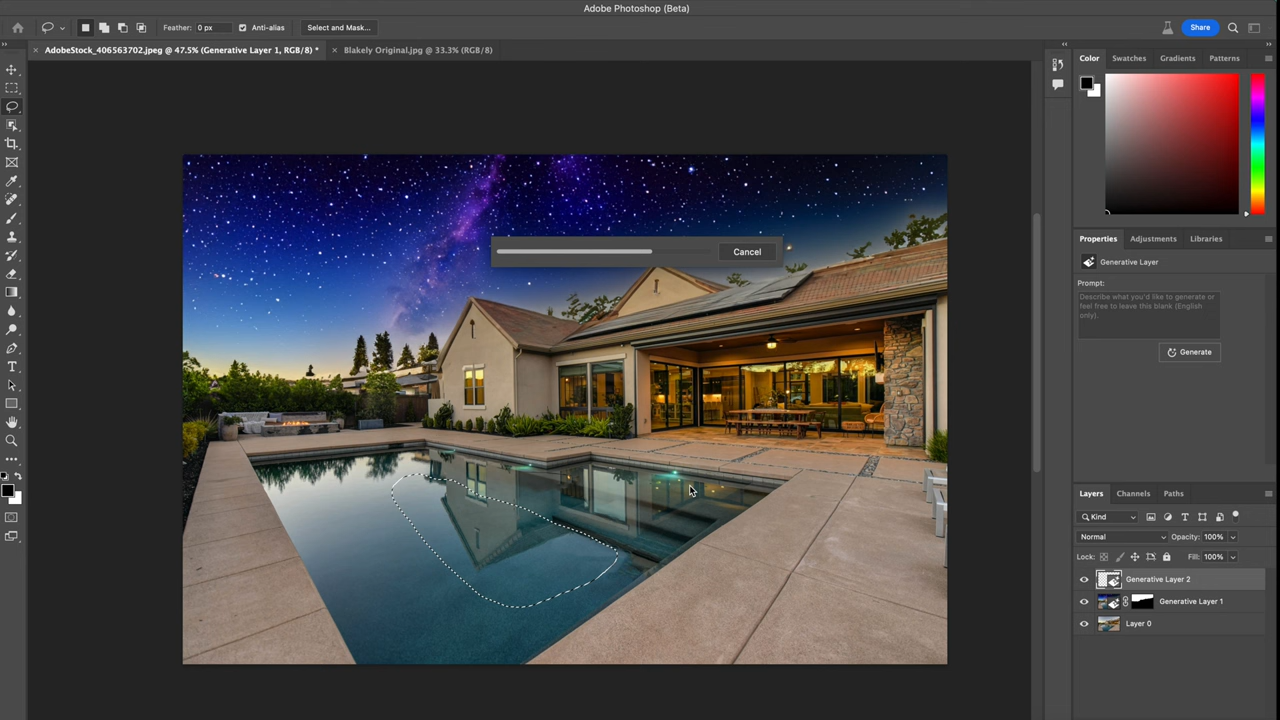 Adobe Photoshop (Beta)
Feather: 0 px
Anti-alias
Select and Mask...
Share
AdobeStock_406563702.jpeg @ 47.5% (Generative Layer 1, RGB/8) *
Blakely Original.jpg @ 33.3% (RGB/8)
Color
Swatches
Gradients
Patterns
Cancel
Properties
Adjustments
Libraries
Generative Layer
Prompt:
Describe what you'd like to generate or
feel free to leave this blank (English
only).
Generate
Layers
Channels
Paths
Kind
Normal
Opacity: 100%
Lock:
Fill: 100%
Generative Layer 2
Generative Layer 1
Layer 0